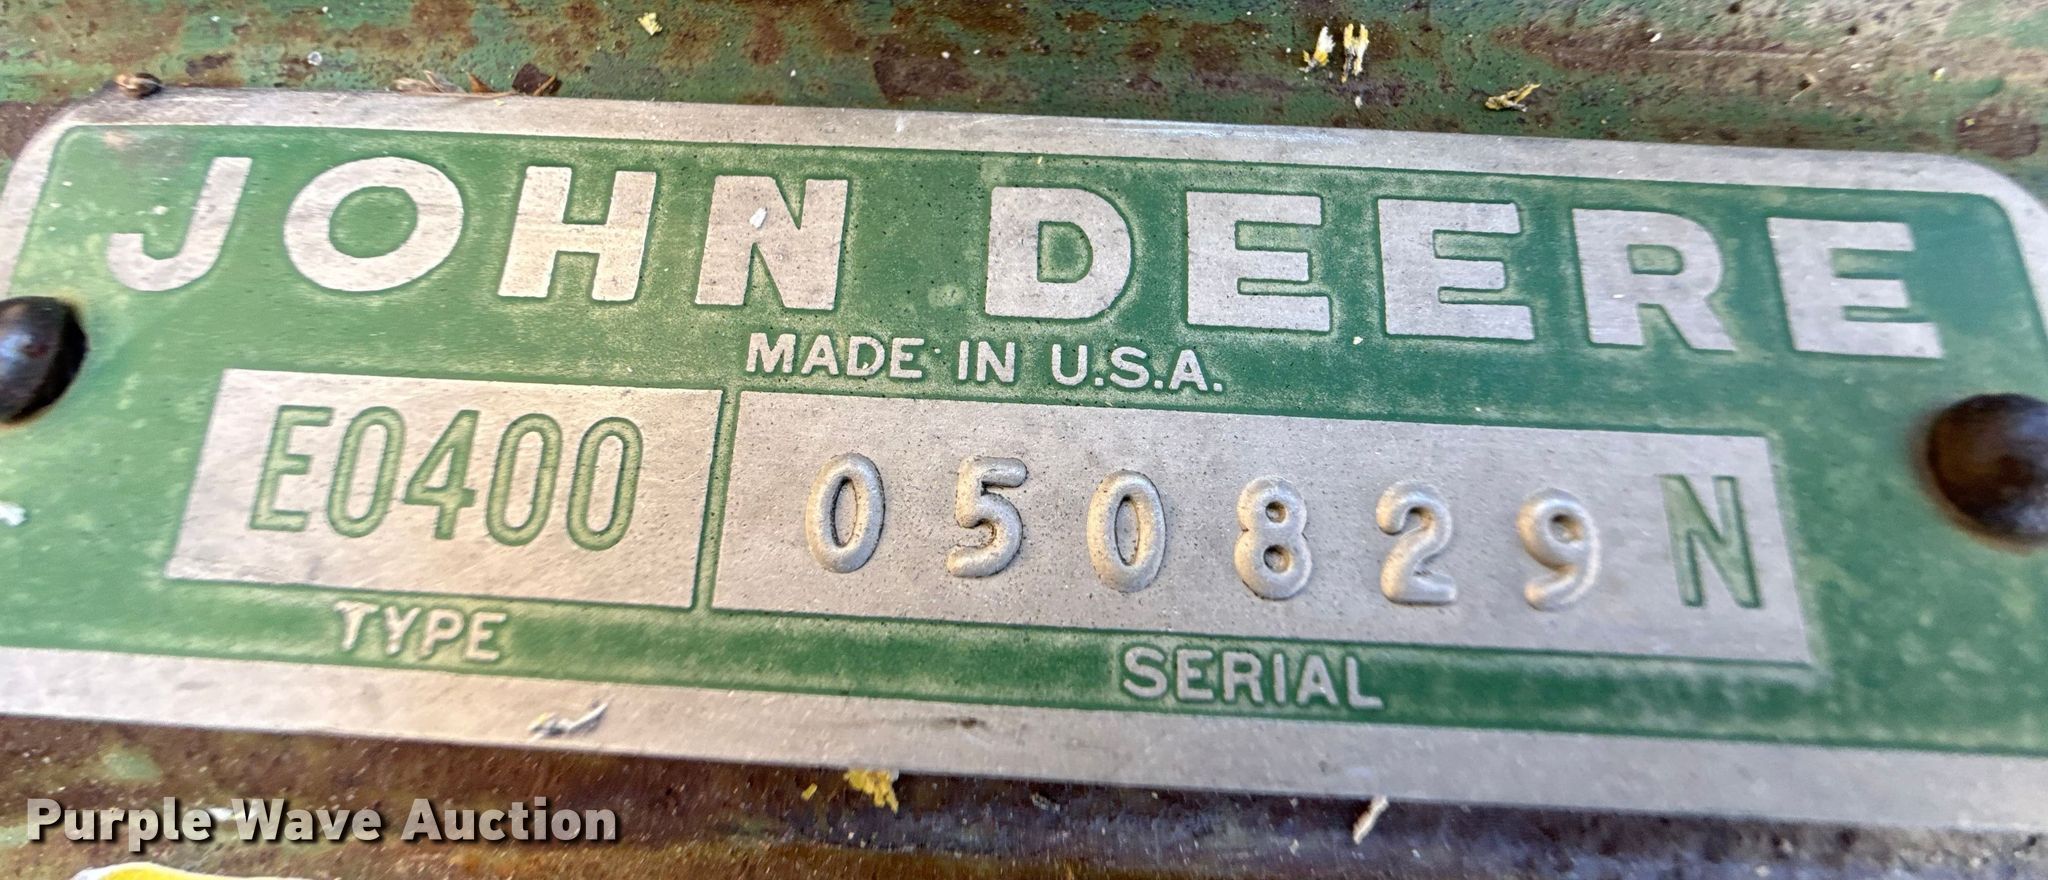 JOHN DEERE
MADE IN U.S.A.
E0400 050829N
TYPE SERIAL
Purple Wave Auction